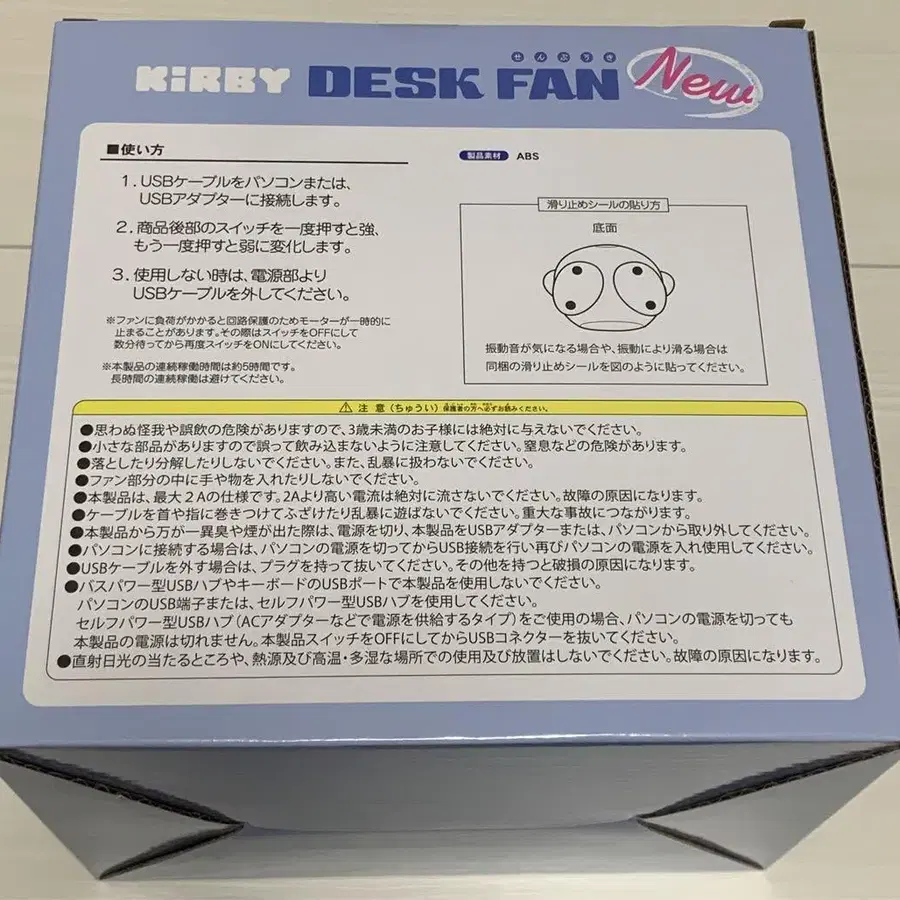 せんぷうき
KiRBY DESK FAN New
■使い方
1．USBケーブルをパソコンまたは、
USBアダプターに接続します。
2．商品後部のスイッチを一度押すと強、
もう一度押すと弱に変化します。
3．使用しない時は、電源部より
USBケーブルを外してください。
※ファンに負荷がかかると回路保護のためモーターが一時的に
止まることがあります。その際はスイッチをOFFにして
数分待ってから再度スイッチをONにしてください。
※本製品の連続稼働時間は約5時間です。
長時間の連続稼働は避けてください。
製品素材 ABS
滑り止めシールの貼り方
底面
振動音が気になる場合や、振動により滑る場合は
同梱の滑り止めシールを図のように貼ってください。
⚠ 注意（ちゅうい）保護者の方へ必ずお読みください。
●思わぬ怪我や誤飲の危険がありますので、3歳未満のお子様には絶対に与えないでください。
●小さな部品がありますので誤って飲み込まないように注意してください。窒息などの危険があります。
●落としたり分解したりしないでください。また、乱暴に扱わないでください。
●ファン部分の中に手や物を入れたりしないでください。
●本製品は、最大2Aの仕様です。2Aより高い電流は絶対に流さないでください。故障の原因になります。
●ケーブルを首や指に巻きつけてふざけたり乱暴に遊ばないでください。重大な事故につながります。
●本製品から万が一異臭や煙が出た際は、電源を切り、本製品をUSBアダプターまたは、パソコンから取り外してください。
●パソコンに接続する場合は、パソコンの電源を切ってからUSB接続を行い再びパソコンの電源を入れ使用してください。
●USBケーブルを外す場合は、プラグを持って抜いてください。その他を持つと破損の原因になります。
●バスパワー型USBハブやキーボードのUSBポートで本製品を使用しないでください。
パソコンのUSB端子または、セルフパワー型USBハブを使用してください。
セルフパワー型USBハブ（ACアダプターなどで電源を供給するタイプ）をご使用の場合、パソコンの電源を切っても
本製品の電源は切れません。本製品スイッチをOFFにしてからUSBコネクターを抜いてください。
●直射日光の当たるところや、熱源及び高温・多湿な場所での使用及び放置はしないでください。故障の原因になります。